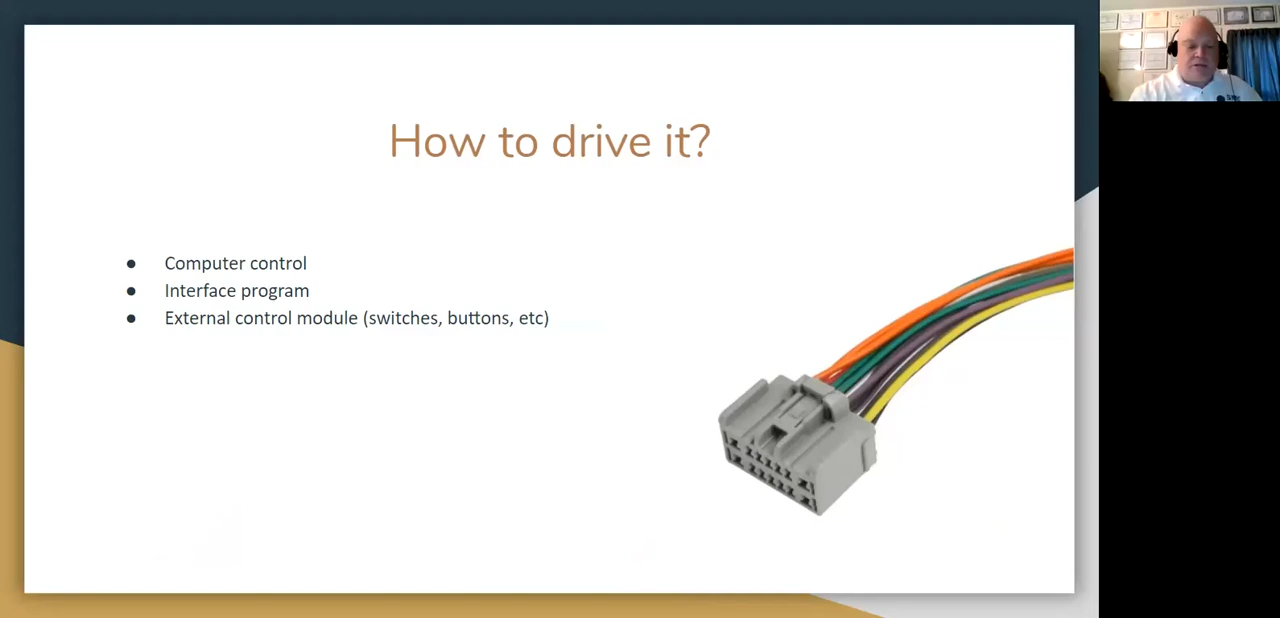 How to drive it?
● Computer control
● Interface program
● External control module (switches, buttons, etc)